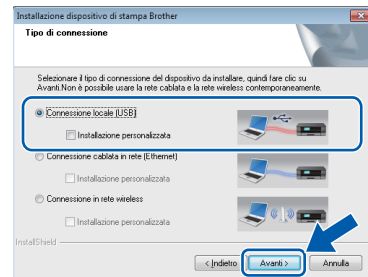 Installazione dispositivo di stampa Brother
Tipo di connessione
Selezionare il tipo di connessione del dispositivo da installare, quindi fare clic su
Avanti.Non è possibile usare la rete cablata e la rete wireless contemporaneamente.
Connessione locale (USB)
Installazione personalizzata
Connessione cablata in rete (Ethernet)
Installazione personalizzata
Connessione in rete wireless
Installazione personalizzata
InstallShield
< Indietro Avanti > Annulla